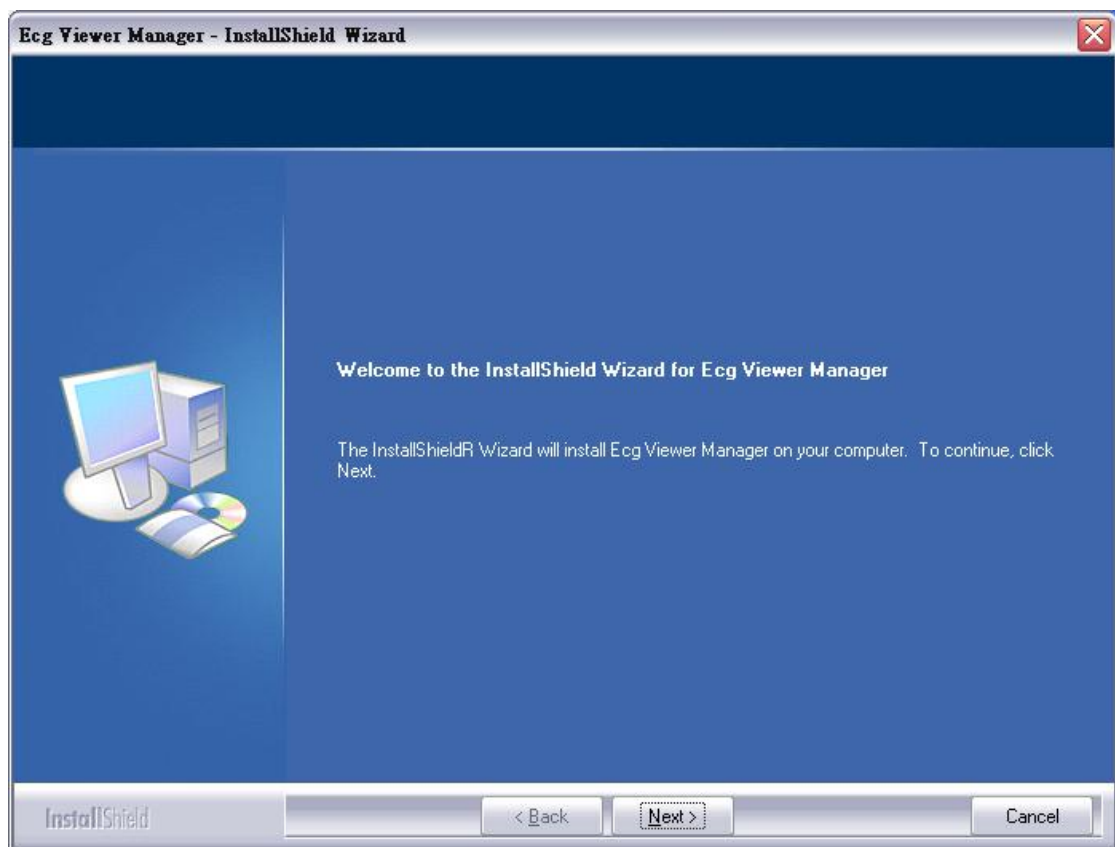 Ecg Viewer Manager - InstallShield Wizard
Welcome to the InstallShield Wizard for Ecg Viewer Manager
The InstallShieldR Wizard will install Ecg Viewer Manager on your computer. To continue, click
Next.
InstallShield
< Back
Next >
Cancel